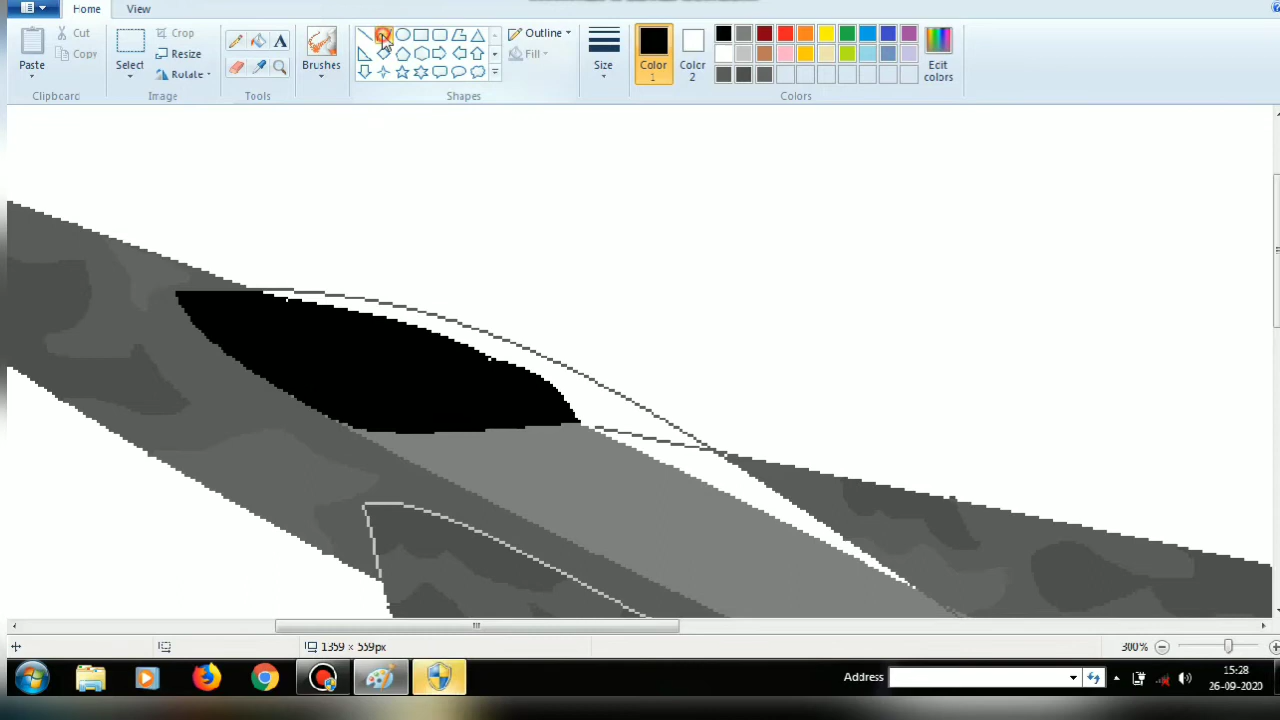 Home View
Paste
Cut
Copy
Clipboard
Select
Crop
Resize
Rotate
Image
A
Tools
Brushes
Shapes
Outline
Fill
Size
Color
1
Color
2
Edit
colors
Colors
1359 × 559px
300%
Address
15:28
26-09-2020